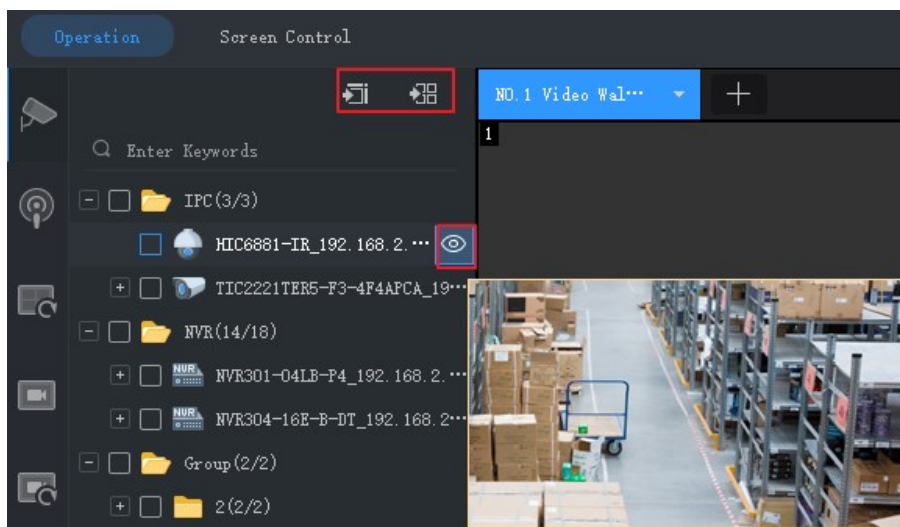 Operation Screen Control
NO.1 Video Wal···
1
Enter Keywords
IPC(3/3)
HIC6881-IR_192.168.2.···
TIC2221TER5-F3-4F4APCA_19···
NVR(14/18)
NVR
NVR301-04LB-P4_192.168.2.···
NVR
NVR304-16E-B-DT_192.168.2···
Group(2/2)
2(2/2)